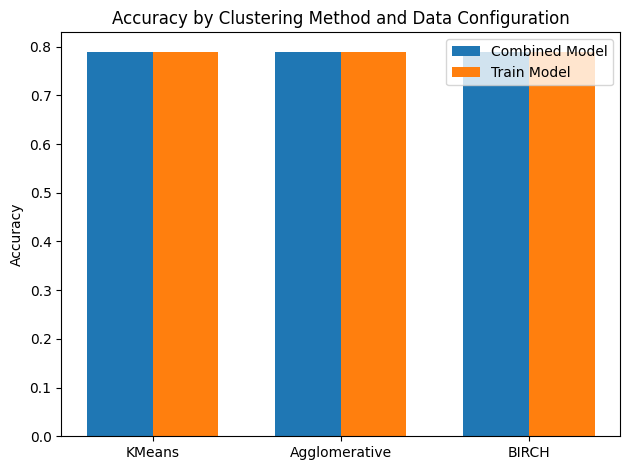 Accuracy by Clustering Method and Data Configuration
Combined Model
Train Model
Accuracy
0.8
0.7
0.6
0.5
0.4
0.3
0.2
0.1
0.0
KMeans
Agglomerative
BIRCH